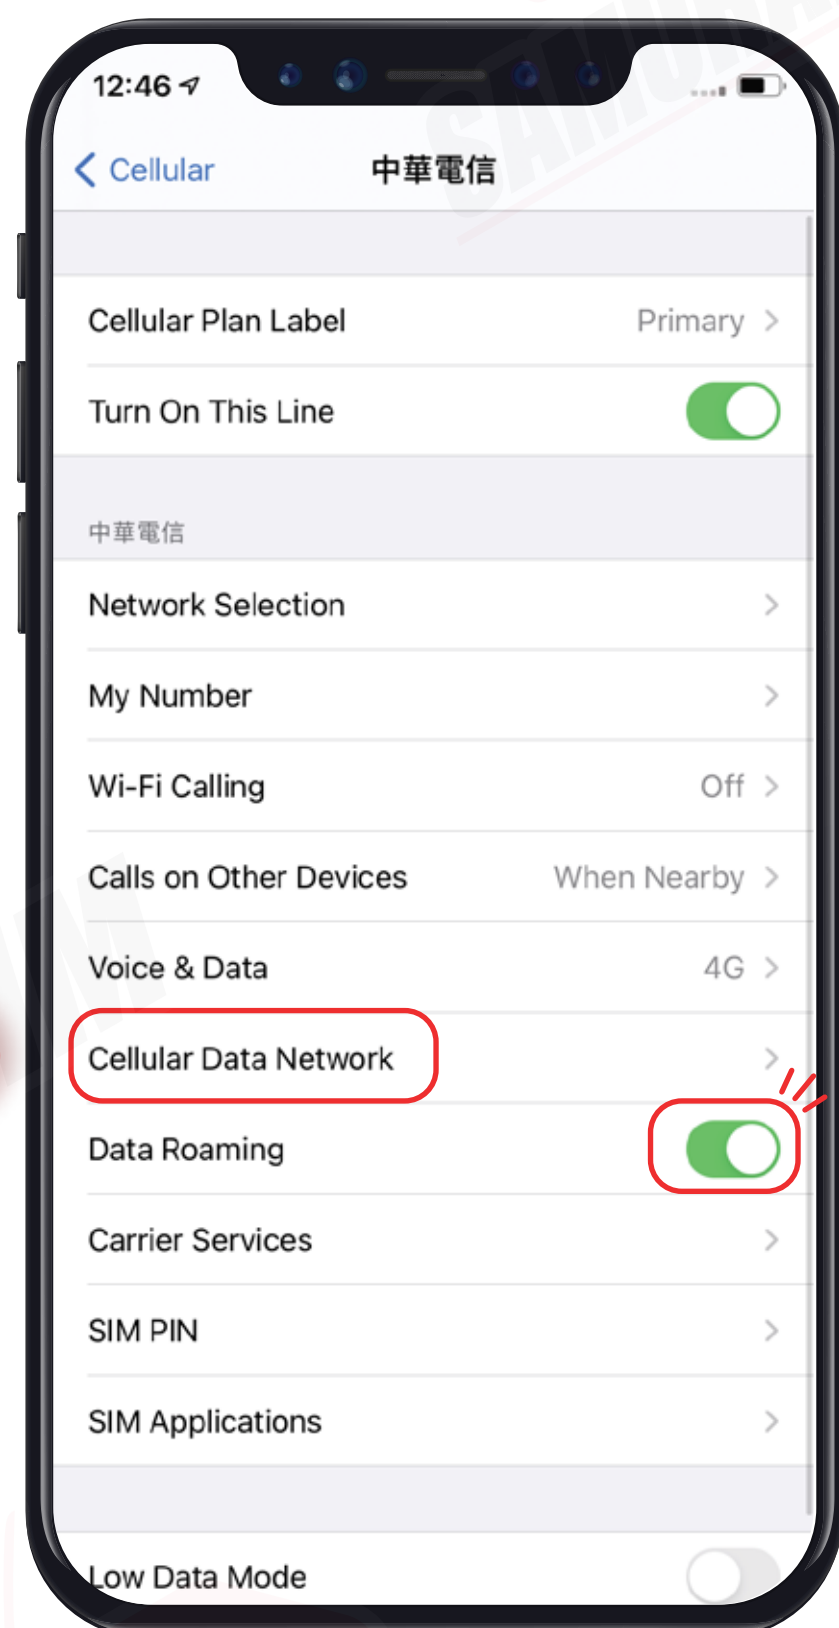 SAMURAI
12:46
Cellular
中華電信
Cellular Plan Label
Primary
Turn On This Line
中華電信
Network Selection
My Number
Wi-Fi Calling
Off
Calls on Other Devices
When Nearby
Voice & Data
4G
Cellular Data Network
Data Roaming
Carrier Services
SIM PIN
SIM Applications
Low Data Mode